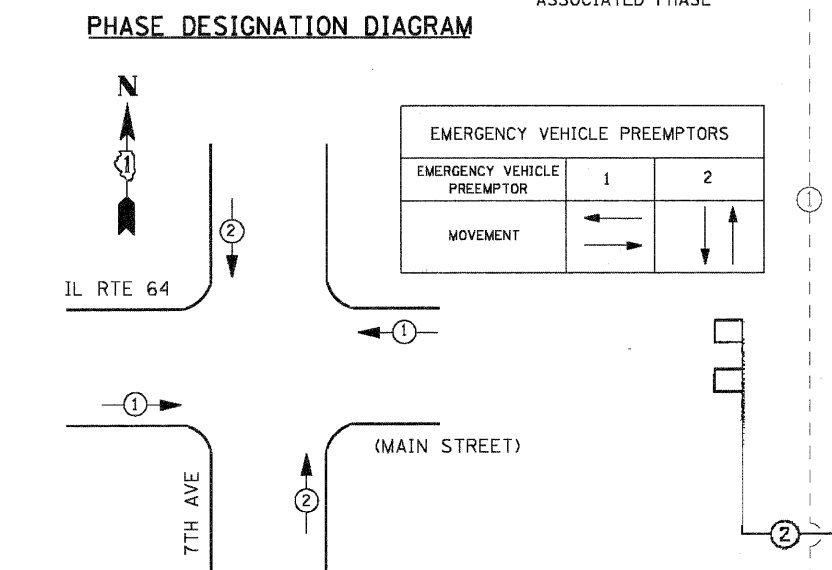 ASSOCIATED PHASE
PHASE DESIGNATION DIAGRAM
N
1
EMERGENCY VEHICLE PREEMPTORS
EMERGENCY VEHICLE
PREEMPTOR
1
2
MOVEMENT
1
2
IL RTE 64
1
1
(MAIN STREET)
2
7TH AVE
2